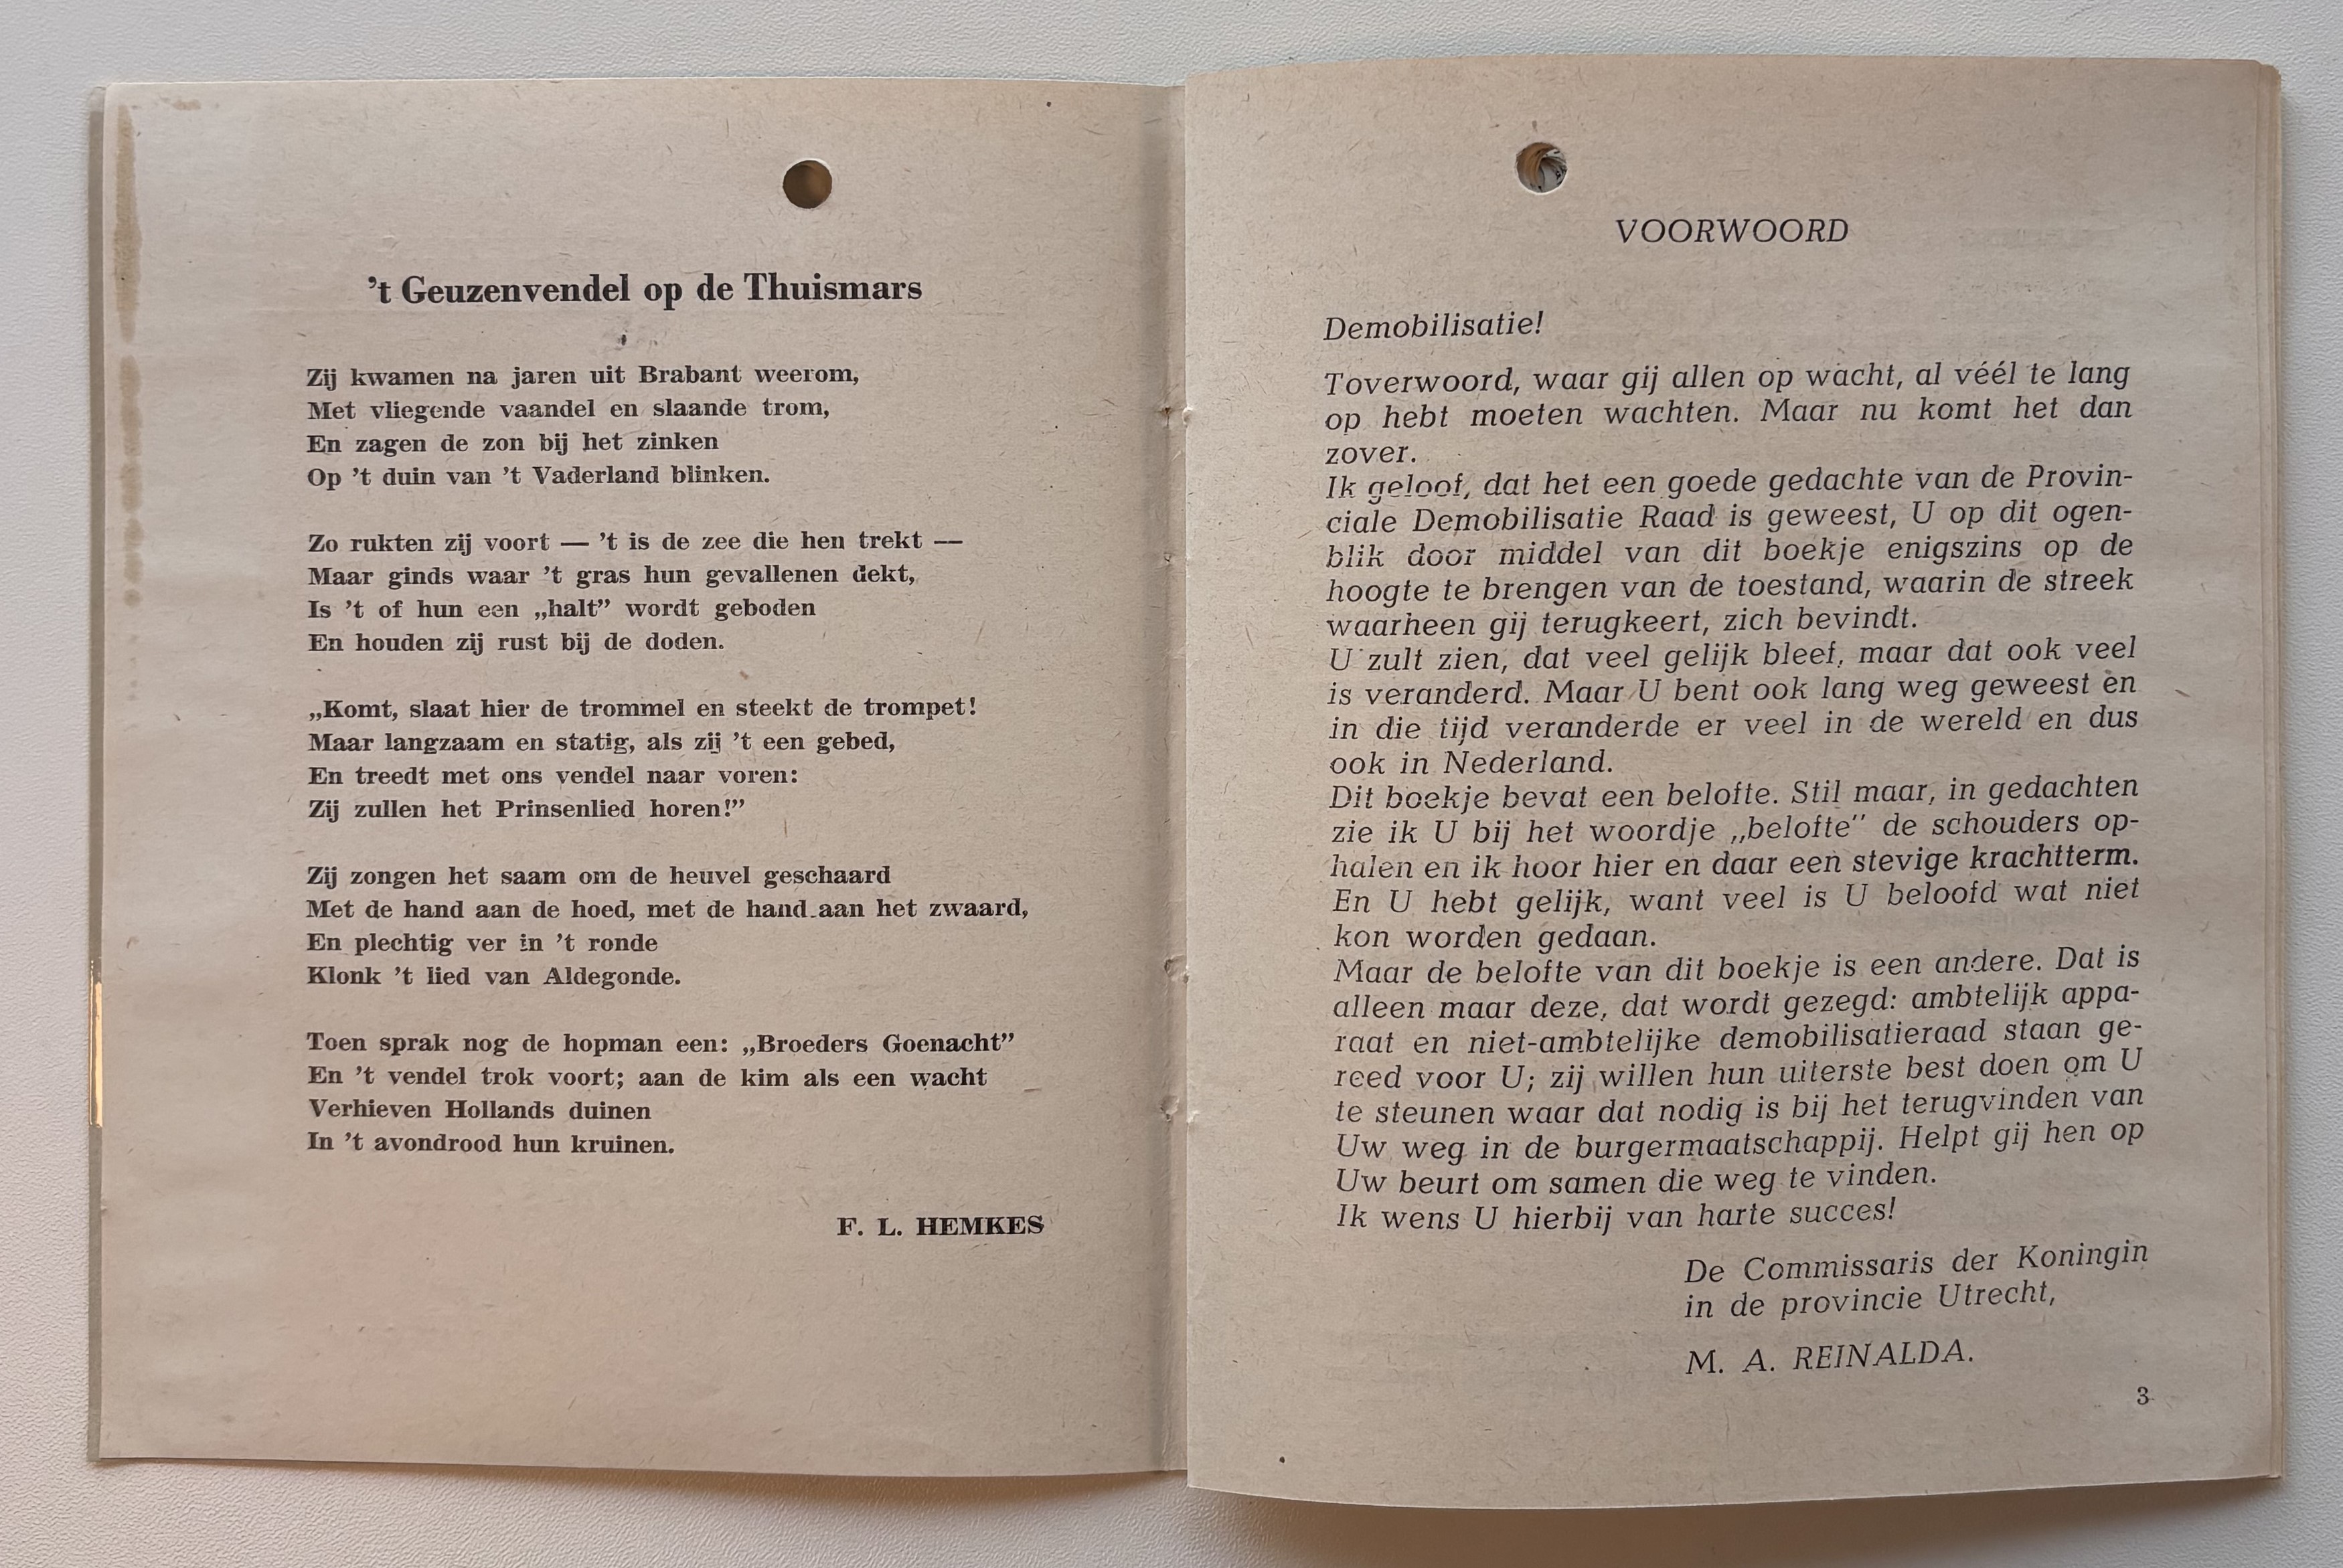 ’t Geuzenvendel op de Thuismars
Zij kwamen na jaren uit Brabant weerom,
Met vliegende vaandel en slaande trom,
En zagen de zon bij het zinken
Op ’t duin van ’t Vaderland blinken.
Zo rukten zij voort — ’t is de zee die hen trekt —
Maar ginds waar ’t gras hun gevallenen dekt,
Is ’t of hun een „halt” wordt geboden
En houden zij rust bij de doden.
„Komt, slaat hier de trommel en steekt de trompet!
Maar langzaam en statig, als zij ’t een gebed,
En treedt met ons vendel naar voren:
Zij zullen het Prinsenlied horen!”
Zij zongen het saam om de heuvel geschaard
Met de hand aan de hoed, met de hand aan het zwaard,
En plechtig ver in ’t ronde
Klonk ’t lied van Aldegonde.
Toen sprak nog de hopman een: „Broeders Goenacht”
En ’t vendel trok voort; aan de kim als een wacht
Verhieven Hollands duinen
In ’t avondrood hun kruinen.
F. L. HEMKES
VOORWOORD
Demobilisatie!
Toverwoord, waar gij allen op wacht, al véél te lang
op hebt moeten wachten. Maar nu komt het dan
zover.
Ik geloof, dat het een goede gedachte van de Provin-
ciale Demobilisatie Raad is geweest, U op dit ogen-
blik door middel van dit boekje enigszins op de
hoogte te brengen van de toestand, waarin de streek
waarheen gij terugkeert, zich bevindt.
U zult zien, dat veel gelijk bleef, maar dat ook veel
is veranderd. Maar U bent ook lang weg geweest en
in die tijd veranderde er veel in de wereld en dus
ook in Nederland.
Dit boekje bevat een belofte. Stil maar, in gedachten
zie ik U bij het woordje „belofte” de schouders op-
halen en ik hoor hier en daar een stevige krachtterm.
En U hebt gelijk, want veel is U beloofd wat niet
kon worden gedaan.
Maar de belofte van dit boekje is een andere. Dat is
alleen maar deze, dat wordt gezegd: ambtelijk appa-
raat en niet-ambtelijke demobilisatieraad staan ge-
reed voor U; zij willen hun uiterste best doen om U
te steunen waar dat nodig is bij het terugvinden van
Uw weg in de burgermaatschappij. Helpt gij hen op
Uw beurt om samen die weg te vinden.
Ik wens U hierbij van harte succes!
De Commissaris der Koningin
in de provincie Utrecht,
M. A. REINALDA.
3